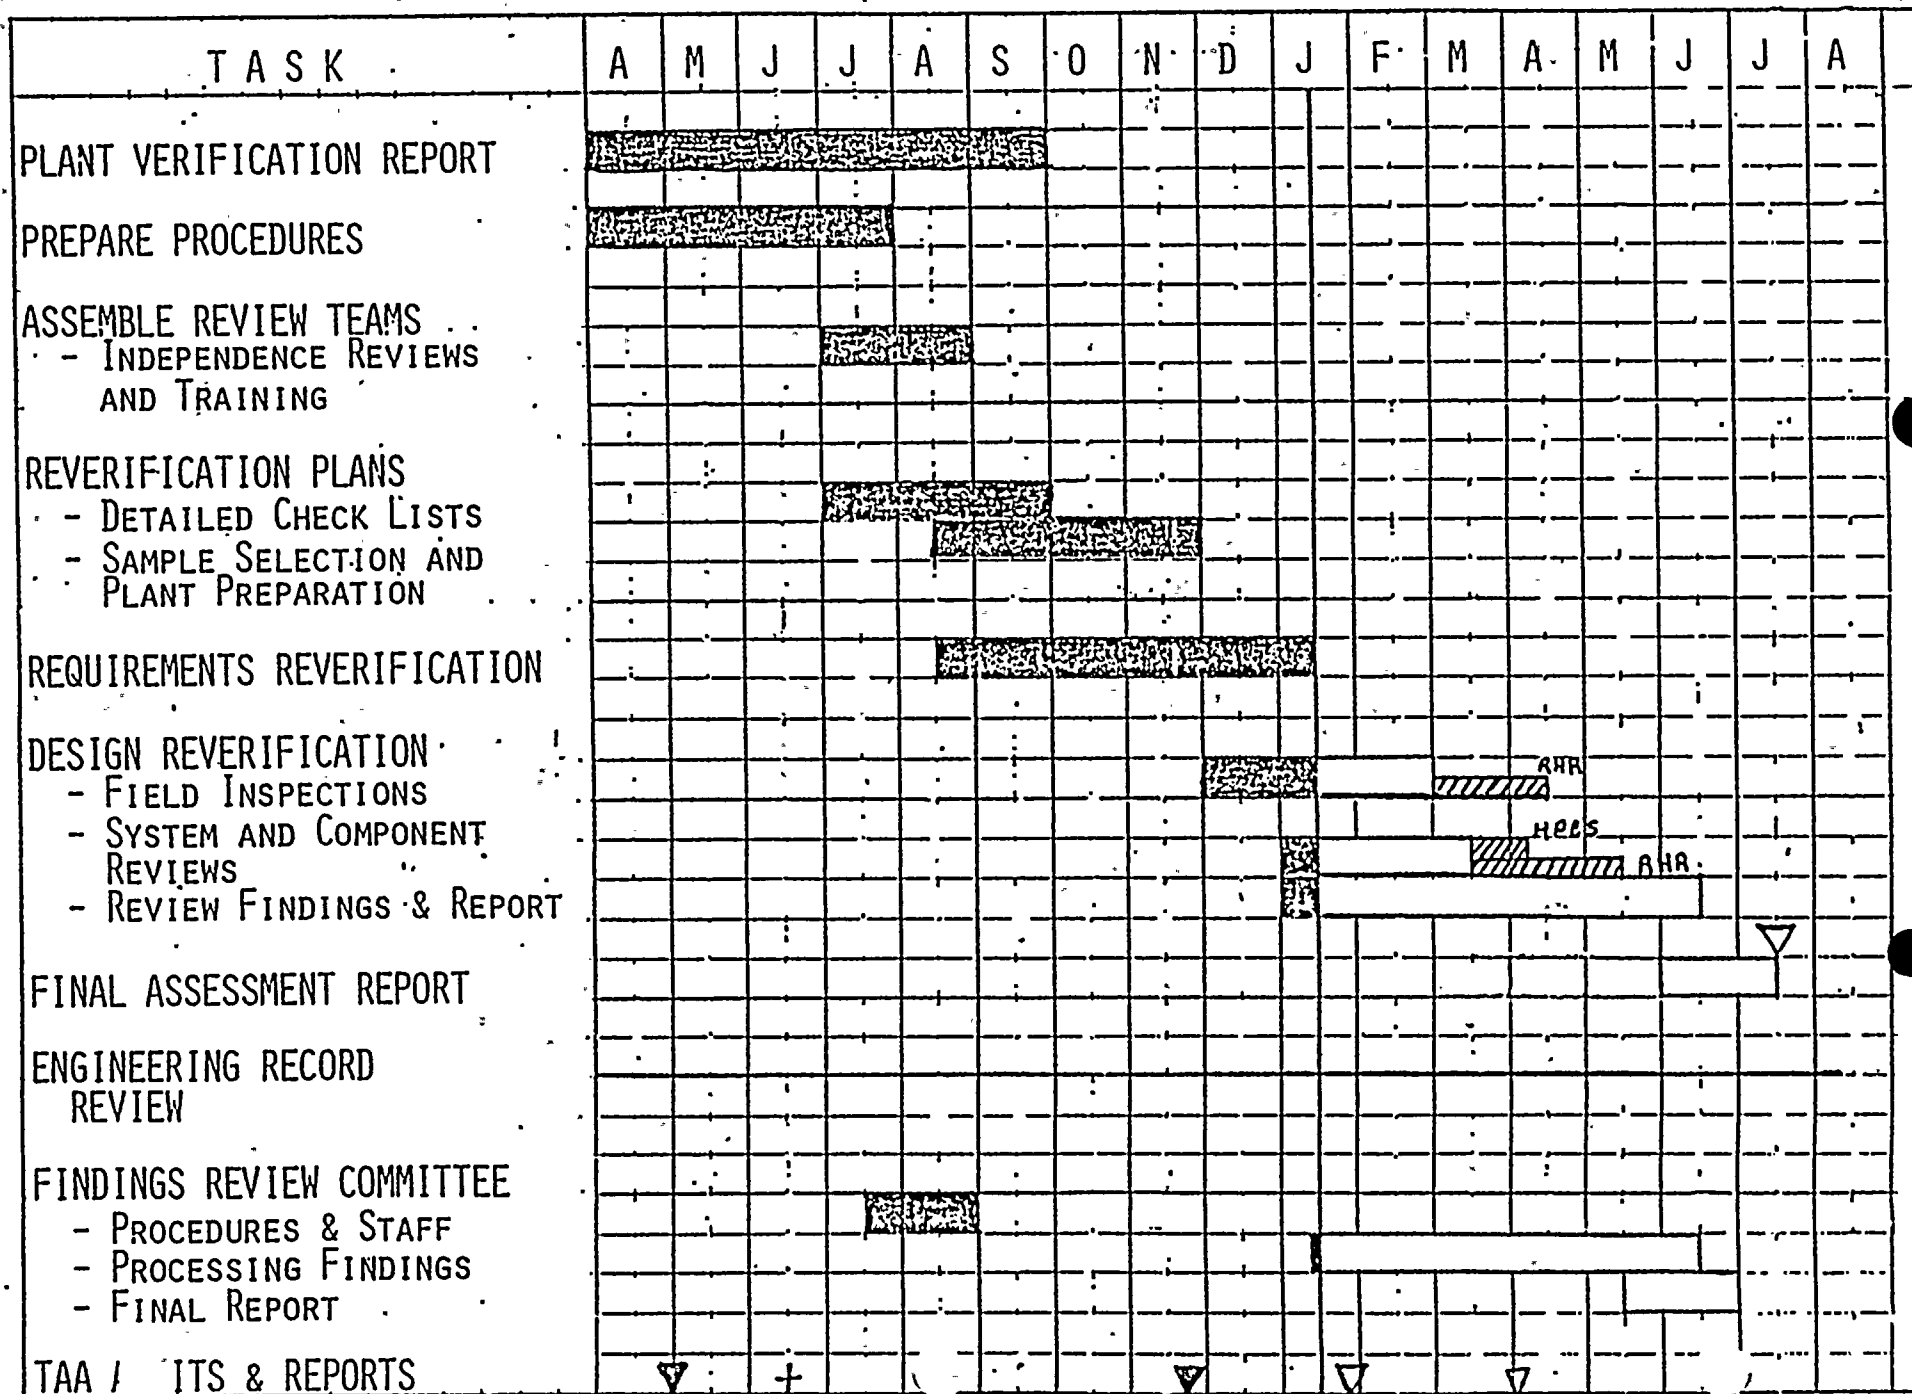 TASK A M J J A S O N D J F M A M J J A
PLANT VERIFICATION REPORT
PREPARE PROCEDURES
ASSEMBLE REVIEW TEAMS
- INDEPENDENCE REVIEWS
AND TRAINING
REVERIFICATION PLANS
- DETAILED CHECK LISTS
- SAMPLE SELECTION AND
PLANT PREPARATION
REQUIREMENTS REVERIFICATION
DESIGN REVERIFICATION
RHR
- FIELD INSPECTIONS
- SYSTEM AND COMPONENT
HPCS
REVIEWS
RHR
- REVIEW FINDINGS & REPORT
FINAL ASSESSMENT REPORT
ENGINEERING RECORD
REVIEW
FINDINGS REVIEW COMMITTEE
- PROCEDURES & STAFF
- PROCESSING FINDINGS
- FINAL REPORT
TAA & REPORTS